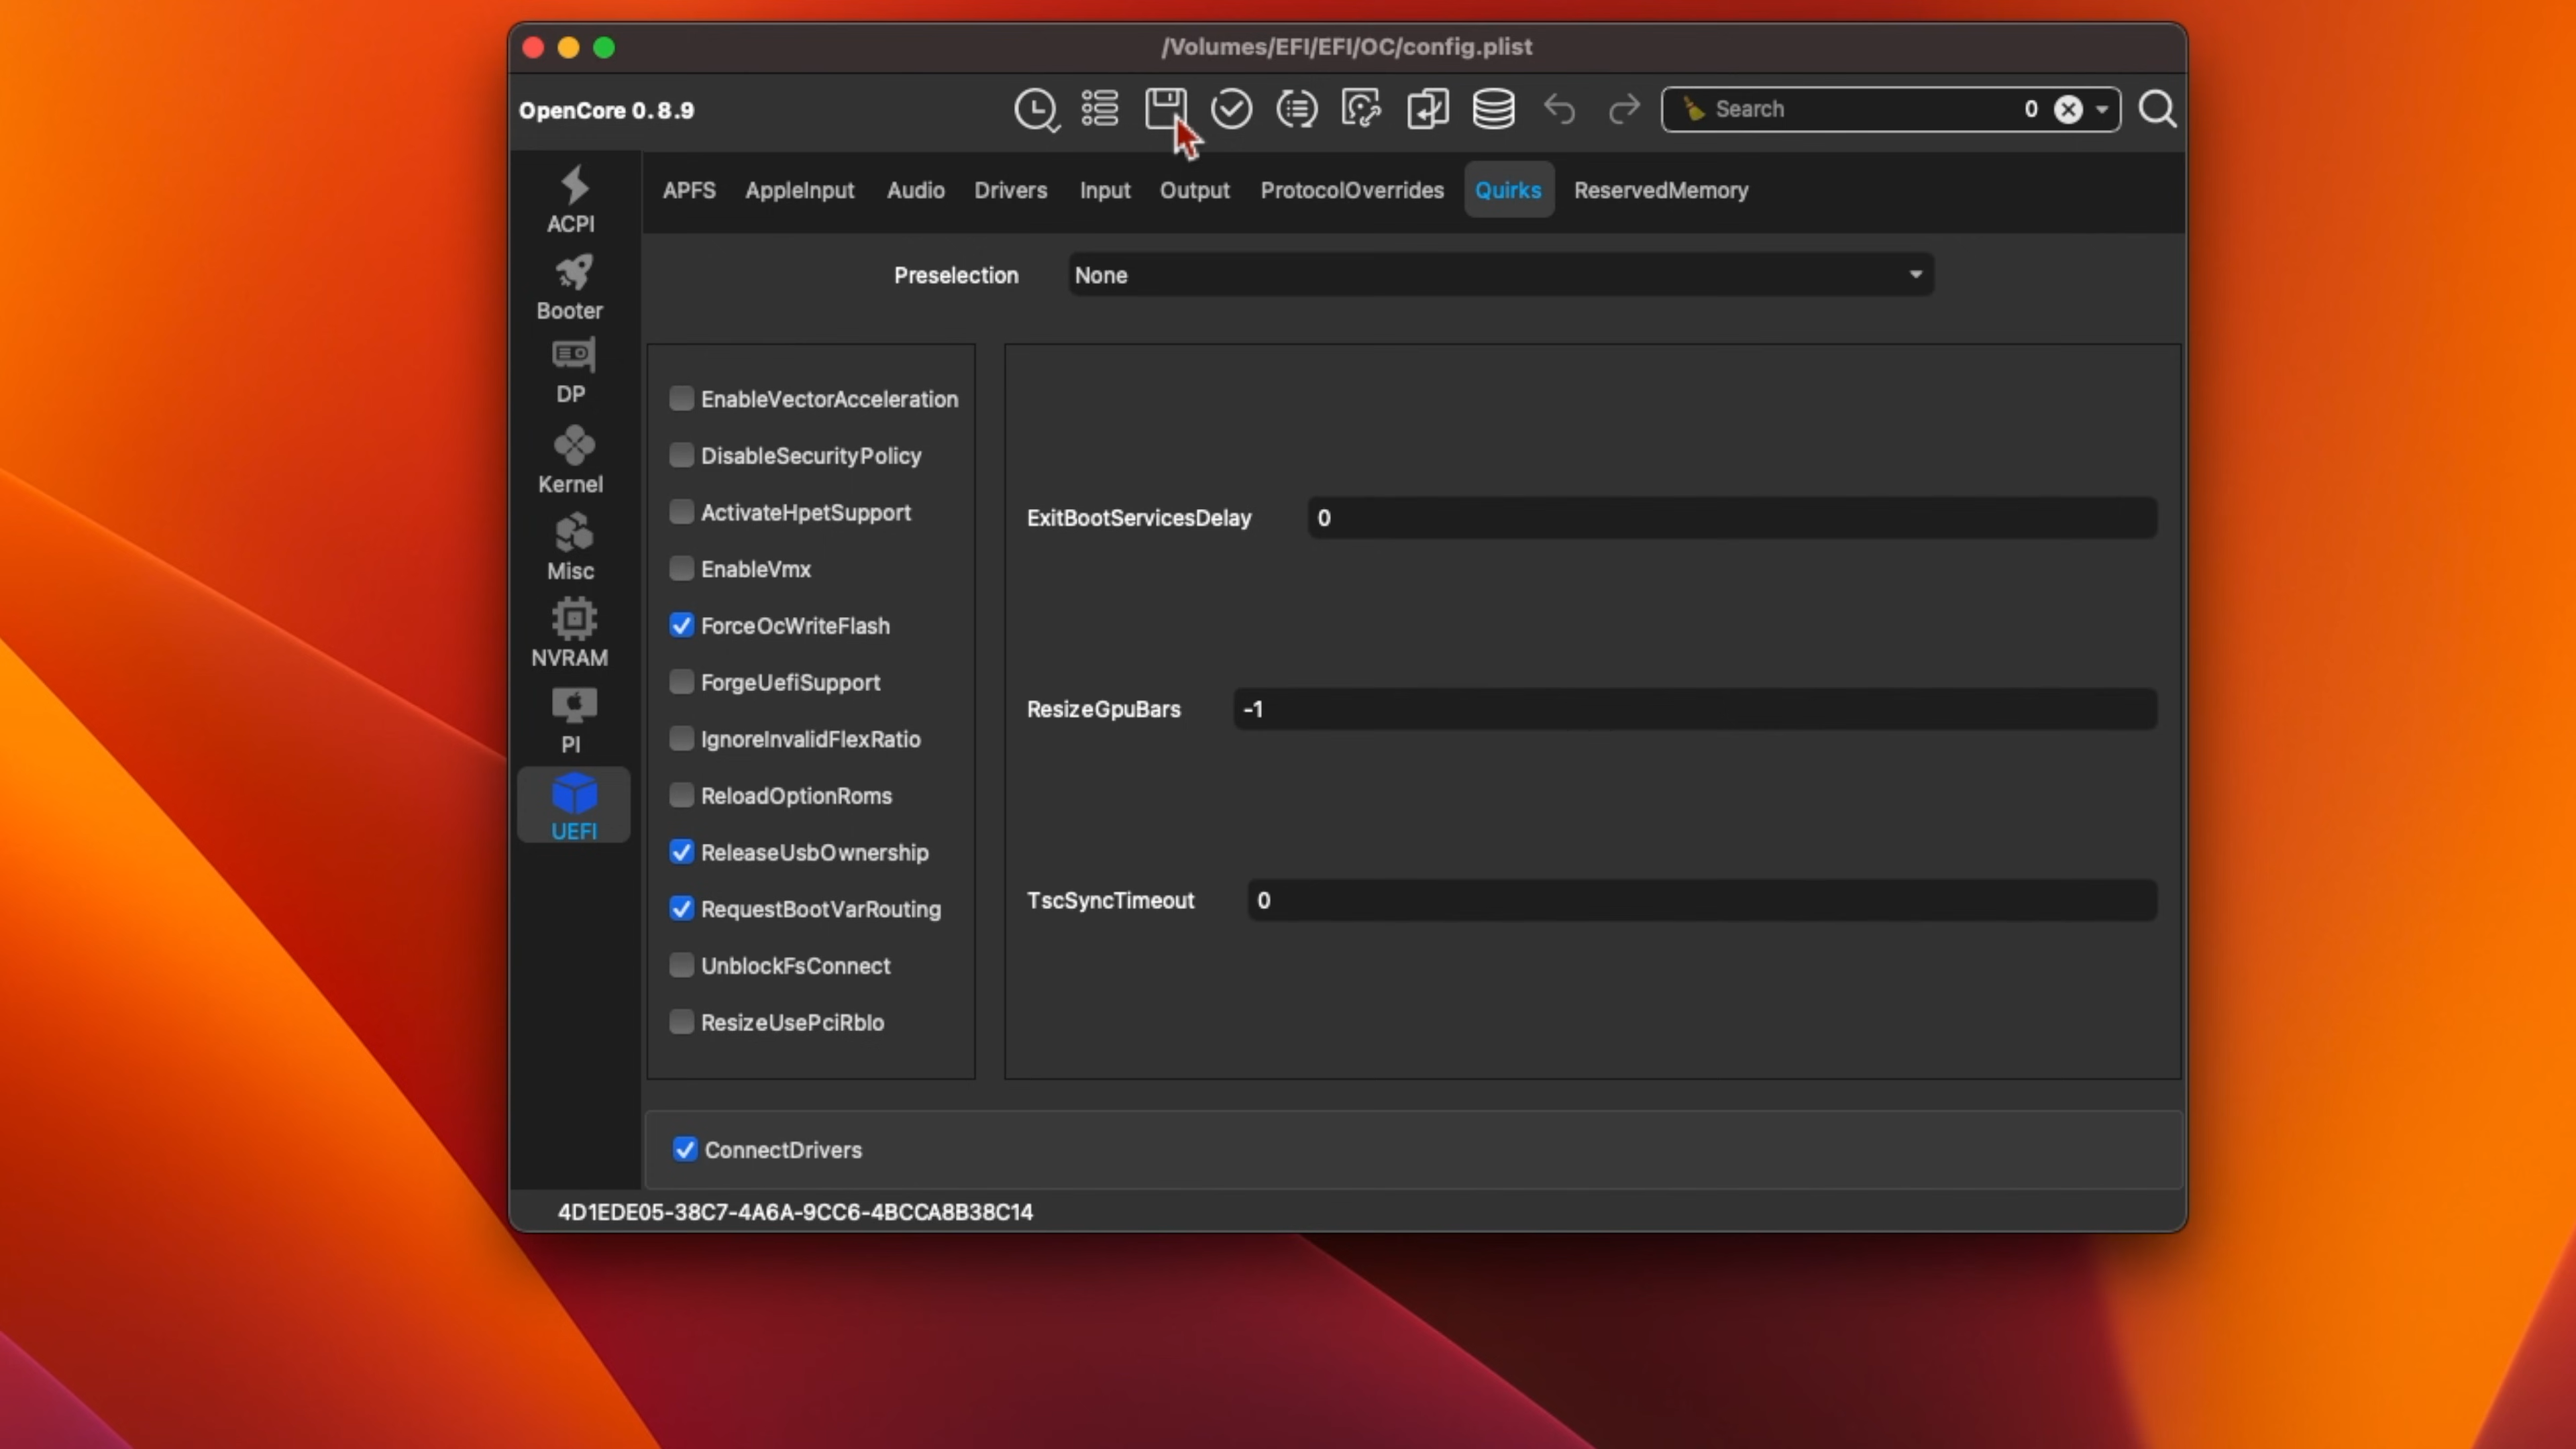 /Volumes/EFI/EFI/OC/config.plist
OpenCore 0.8.9
Search
0
APFS
AppleInput
Audio
Drivers
Input
Output
ProtocolOverrides
Quirks
ReservedMemory
ACPI
Booter
DP
Kernel
Misc
NVRAM
PI
UEFI
Preselection
None
EnableVectorAcceleration
DisableSecurityPolicy
ActivateHpetSupport
EnableVmx
ForceOcWriteFlash
ForgeUefiSupport
IgnoreInvalidFlexRatio
ReloadOptionRoms
ReleaseUsbOwnership
RequestBootVarRouting
UnblockFsConnect
ResizeUsePciRbIo
ExitBootServicesDelay
0
ResizeGpuBars
-1
TscSyncTimeout
0
ConnectDrivers
4D1EDE05-38C7-4A6A-9CC6-4BCCA8B38C14